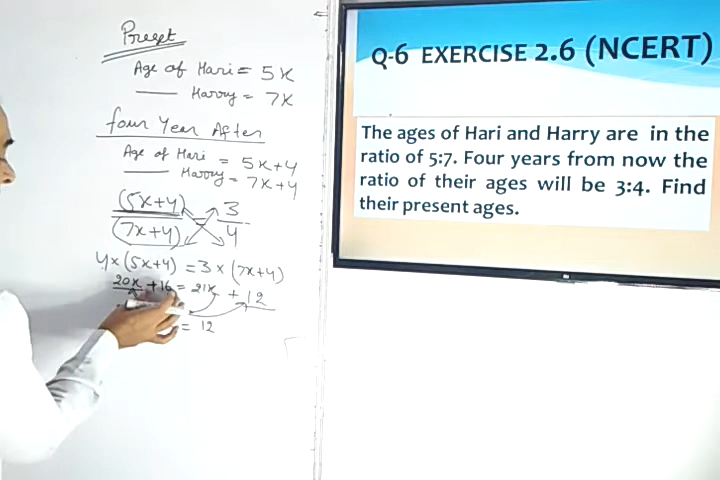 Presept
Age of Hari = 5x
Harry = 7x
four Year After
Age of Hari = 5x+4
Harry = 7x+4
(5x+4) 3
(7x+4) 4
4×(5x+4) = 3×(7x+4)
20x + 16 = 21x + 12
= 12
Q-6 EXERCISE 2.6 (NCERT)
The ages of Hari and Harry are in the
ratio of 5:7. Four years from now the
ratio of their ages will be 3:4. Find
their present ages.